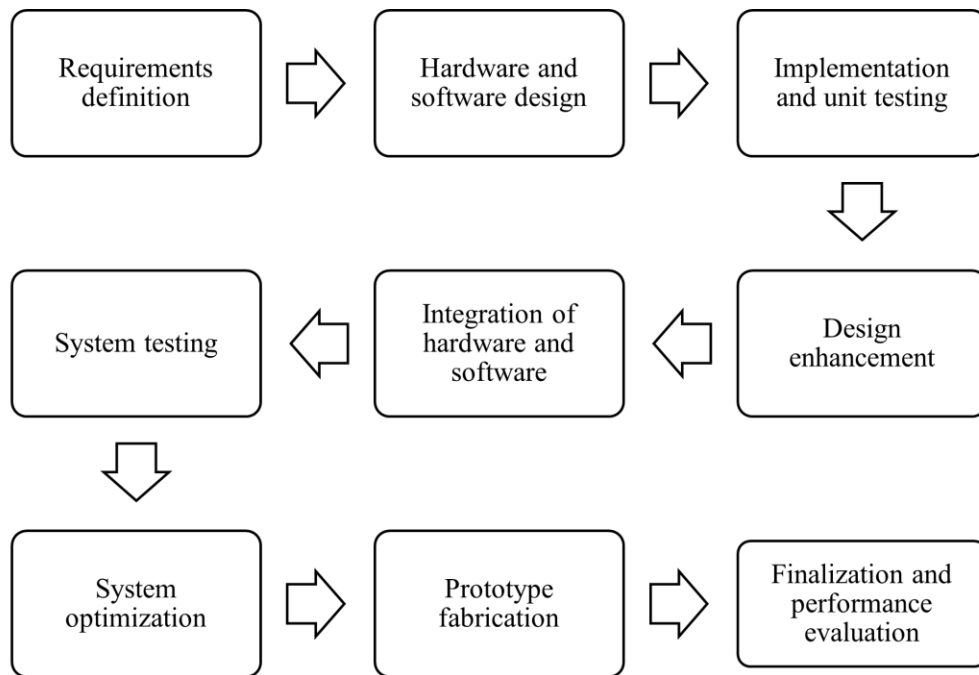 Requirements
definition
Hardware and
software design
Implementation
and unit testing
Design
enhancement
Integration of
hardware and
software
System testing
System
optimization
Prototype
fabrication
Finalization and
performance
evaluation